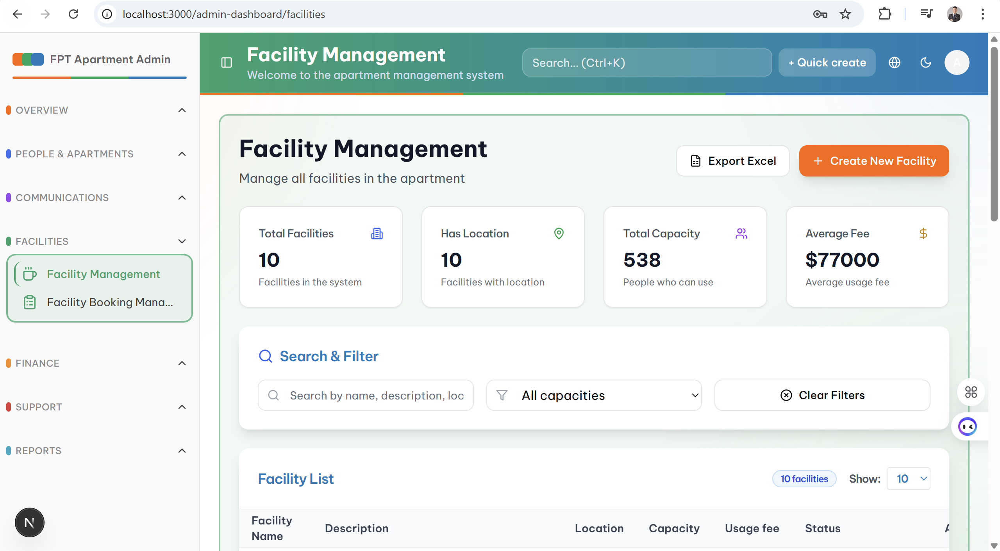 localhost:3000/admin-dashboard/facilities
FPT Apartment Admin
OVERVIEW
PEOPLE & APARTMENTS
COMMUNICATIONS
FACILITIES
Facility Management
Facility Booking Mana...
FINANCE
SUPPORT
REPORTS
N
Facility Management
Welcome to the apartment management system
Search... (Ctrl+K)
+ Quick create
A
Facility Management
Manage all facilities in the apartment
Export Excel
+ Create New Facility
Total Facilities
10
Facilities in the system
Has Location
10
Facilities with location
Total Capacity
538
People who can use
Average Fee
$77000
Average usage fee
Search & Filter
Search by name, description, loc
All capacities
Clear Filters
Facility List
10 facilities
Show:
10
Facility Name
Description
Location
Capacity
Usage fee
Status